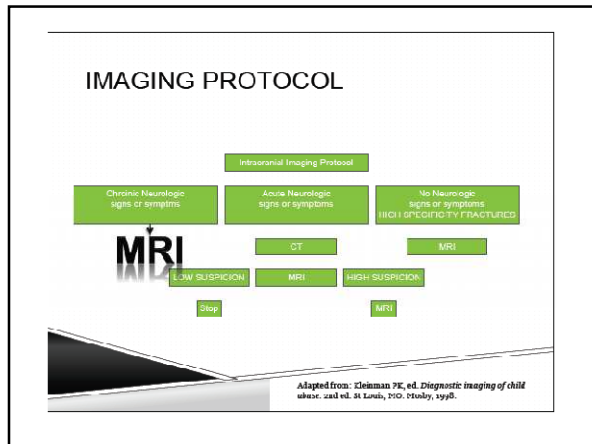 IMAGING PROTOCOL
Intracranial Imaging Protocol
Chronic Neurologic
signs or symptms
Acute Neurologic
signs or symptoms
No Neurologic
signs or symptoms
HIGH SPECIFICITY FRACTURES
MRI
CT
MRI
LOW SUSPICION
MRI
HIGH SUSPICION
Stop
MRI
Adapted from: Kleinman PK, ed. Diagnostic imaging of child
abuse. 2nd ed. St Louis, MO. Mosby, 1998.